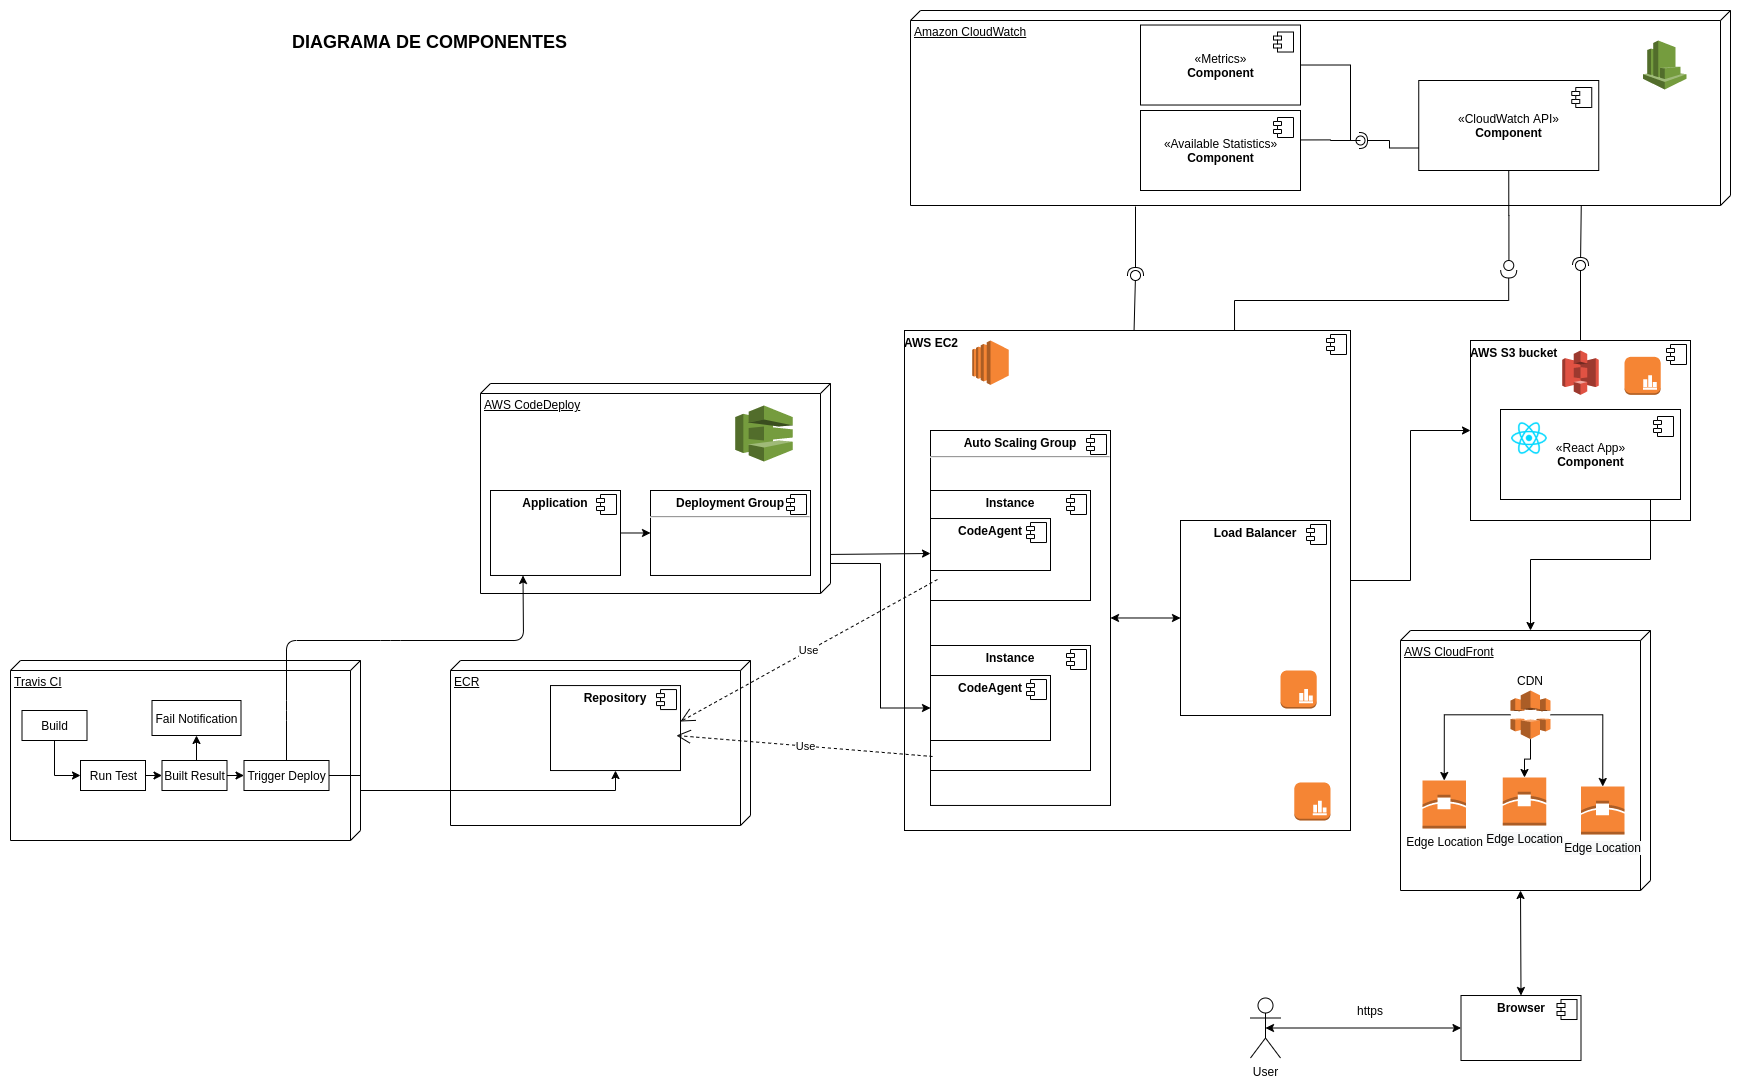 DIAGRAMA DE COMPONENTES
Amazon CloudWatch
«Metrics»
Component
«Available Statistics»
Component
«CloudWatch API»
Component
AWS EC2
AWS S3 bucket
«React App»
Component
AWS CodeDeploy
Application
Deployment Group
Auto Scaling Group
Instance
CodeAgent
Load Balancer
Instance
CodeAgent
Use
Use
Travis CI
Build
Fail Notification
Run Test
Built Result
Trigger Deploy
ECR
Repository
AWS CloudFront
CDN
Edge Location
Edge Location
Edge Location
https
Browser
User